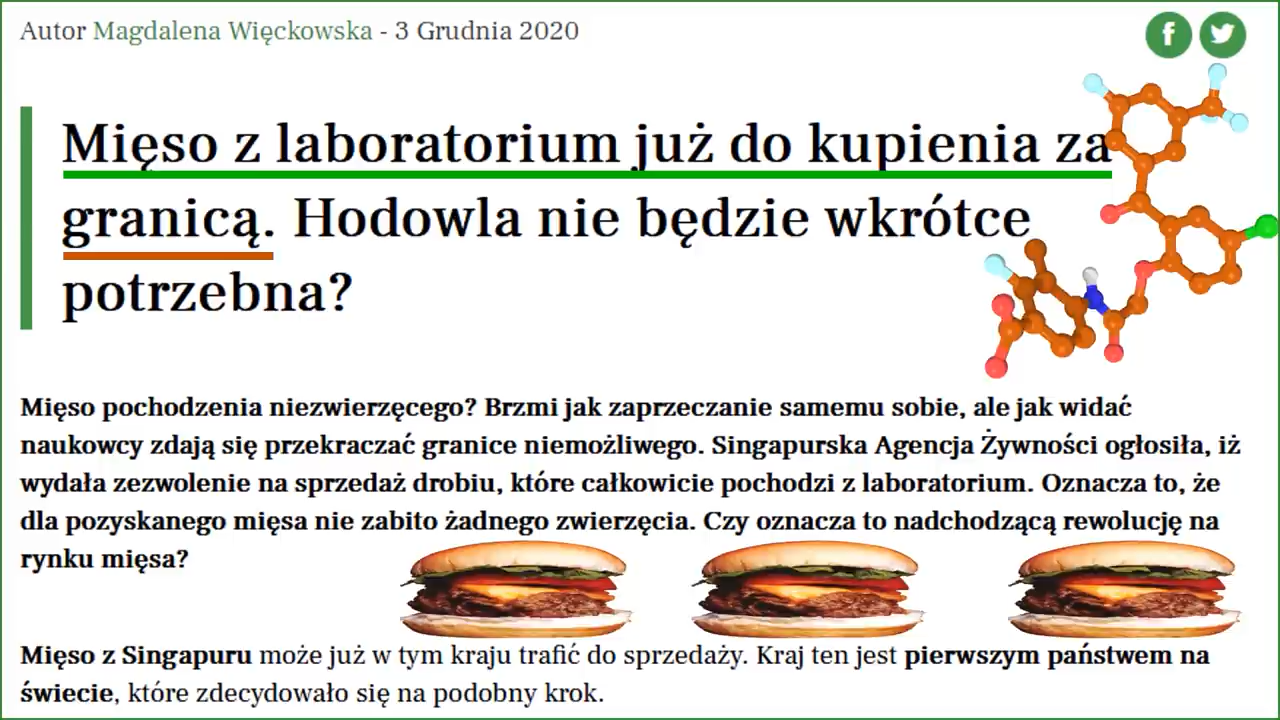 Autor Magdalena Więckowska - 3 Grudnia 2020
Mięso z laboratorium już do kupienia za
granicą. Hodowla nie będzie wkrótce
potrzebna?
Mięso pochodzenia niezwierzęcego? Brzmi jak zaprzeczanie samemu sobie, ale jak widać
naukowcy zdają się przekraczać granice niemożliwego. Singapurska Agencja Żywności ogłosiła, iż
wydała zezwolenie na sprzedaż drobiu, które całkowicie pochodzi z laboratorium. Oznacza to, że
dla pozyskanego mięsa nie zabito żadnego zwierzęcia. Czy oznacza to nadchodzącą rewolucję na
rynku mięsa?
Mięso z Singapuru może już w tym kraju trafić do sprzedaży. Kraj ten jest pierwszym państwem na
świecie, które zdecydowało się na podobny krok.